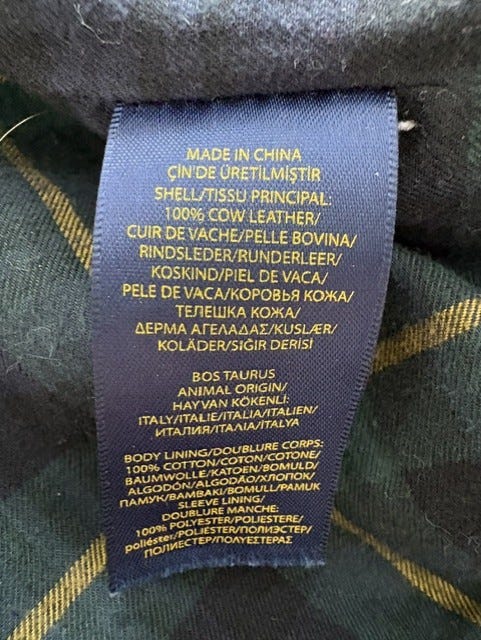 MADE IN CHINA
ÇİN'DE ÜRETİLMİŞTİR
SHELL/TISSU PRINCIPAL:
100% COW LEATHER/
CUIR DE VACHE/PELLE BOVINA/
RINDSLEDER/RUNDERLEER/
KOSKIND/PIEL DE VACA/
PELE DE VACA/КОРОВЬЯ КОЖА/
ТЕЛЕШКА КОЖА/
ΔΕΡΜΑ ΑΓΕΛΑΔΑΣ/KUSLÆR/
KOLÄDER/SIĞIR DERİSİ
BOS TAURUS
ANIMAL ORIGIN/
HAYVAN KÖKENLİ:
ITALY/ITALIE/ITALIA/ITALIEN/
ИТАЛИЯ/ΙΤΑΛΙΑ/İTALYA
BODY LINING/DOUBLURE CORPS:
100% COTTON/COTON/COTONE/
BAUMWOLLE/KATOEN/BOMULD/
ALGODÓN/ALGODÃO/ХЛОПОК/
ПАМУК/ΒΑΜΒΑΚΙ/BOMULL/PAMUK
SLEEVE LINING/
DOUBLURE MANCHE:
100% POLYESTER/POLIESTERE/
poliéster/POLIESTER/ПОЛИЭСТЕР/
ПОЛИЕСТЕР/ΠΟΛΥΕΣΤΕΡΑΣ